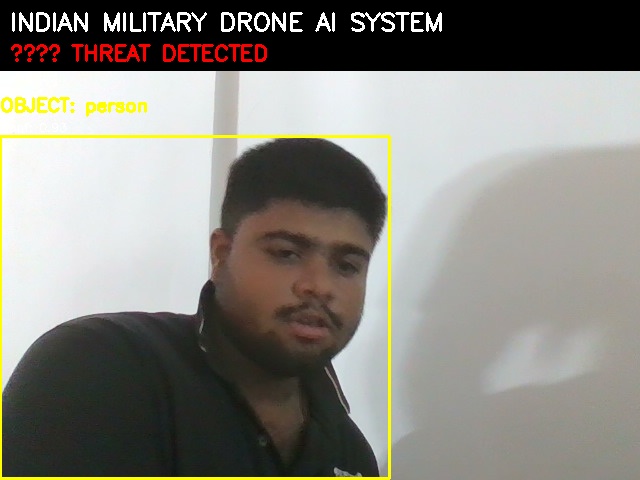 INDIAN MILITARY DRONE AI SYSTEM
???? THREAT DETECTED
OBJECT: person